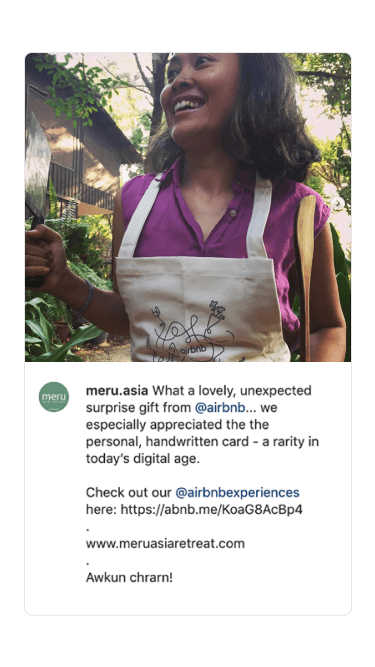 airbnb
meru
meru.asia What a lovely, unexpected
surprise gift from @airbnb... we
especially appreciated the the
personal, handwritten card - a rarity in
today's digital age.
Check out our @airbnbexperiences
here: https://abnb.me/KoaG8AcBp4
.
www.meruasiaretreat.com
.
Awkun chrarn!